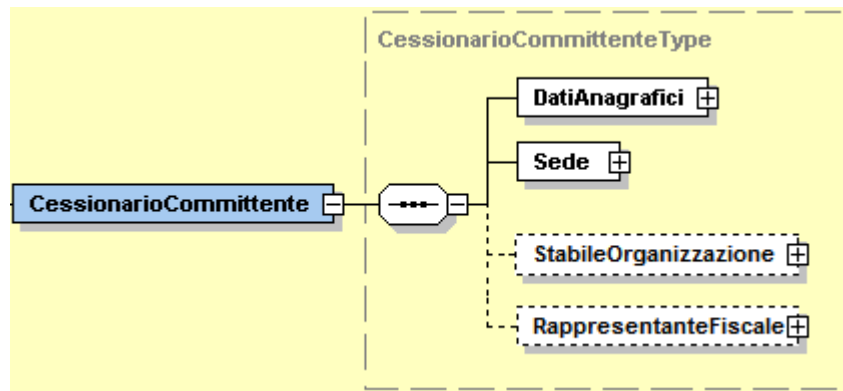 CessionarioCommittenteType
DatiAnagrafici
Sede
CessionarioCommittente
StabileOrganizzazione
RappresentanteFiscale